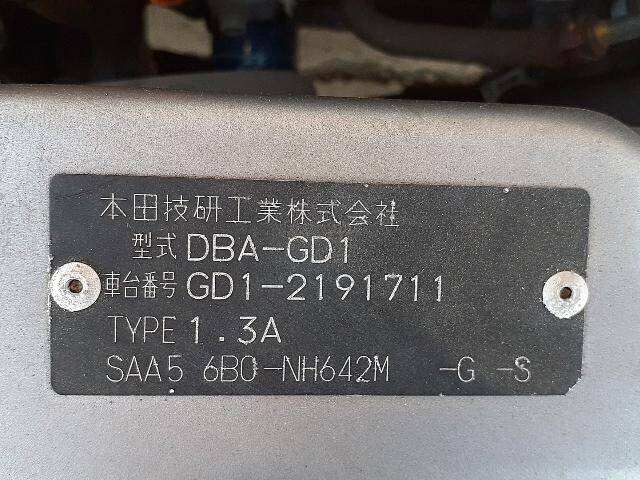 本田技研工業株式会社
型式 DBA-GD1
車台番号 GD1-2191711
TYPE 1.3A
SAA5 6B0-NH642M -G -S